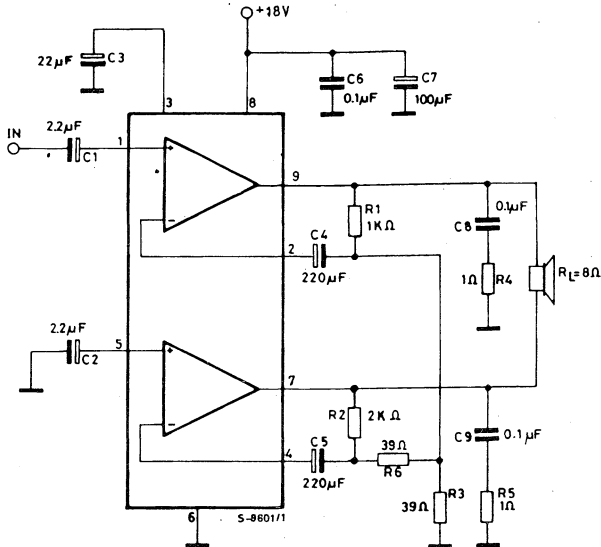 +18V
22µF
C3
C6
0.1µF
C7
100µF
3
8
IN
2.2µF
C1
1
9
R1
1KΩ
0.1µF
C8
2
C4
220µF
1Ω
R4
RL=8Ω
2.2µF
C2
5
7
R2
2KΩ
C9
0.1µF
C5
39Ω
R6
4
220µF
39Ω
R3
R5
1Ω
6
S-8601/1